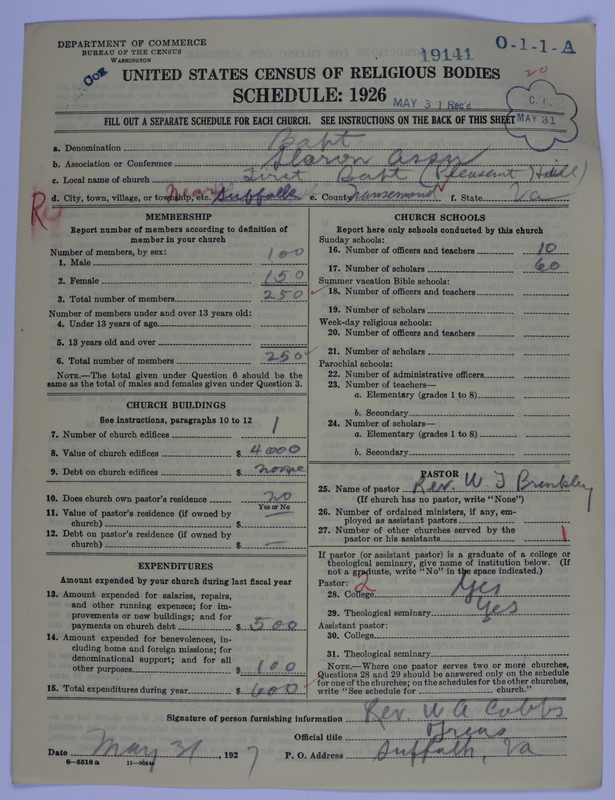 DEPARTMENT OF COMMERCE
BUREAU OF THE CENSUS
WASHINGTON
19141
O-1-1-A
20
UNITED STATES CENSUS OF RELIGIOUS BODIES
SCHEDULE: 1926
MAY 31 Rec'd
MAY 31
FILL OUT A SEPARATE SCHEDULE FOR EACH CHURCH. SEE INSTRUCTIONS ON THE BACK OF THIS SHEET
a. Denomination Bapt
b. Association or Conference Sharon Assn
c. Local name of church First Bapt (Pleasant Hill)
d. City, town, village, or township, etc. near Suffolk e. County Nansemond f. State Va
MEMBERSHIP
Report number of members according to definition of
member in your church
Number of members, by sex:
1. Male 100
2. Female 150
3. Total number of members 250
Number of members under and over 13 years old:
4. Under 13 years of age
5. 13 years old and over
6. Total number of members 250
NOTE.—The total given under Question 6 should be the
same as the total of males and females given under Question 3.
CHURCH BUILDINGS
See instructions, paragraphs 10 to 12
7. Number of church edifices 1
8. Value of church edifices $ 4000
9. Debt on church edifices $ none
10. Does church own pastor's residence no
Yes or No
11. Value of pastor's residence (if owned by
church) $
12. Debt on pastor's residence (if owned by
church) $ —
EXPENDITURES
Amount expended by your church during last fiscal year
13. Amount expended for salaries, repairs,
and other running expenses; for im-
provements or new buildings; and for
payments on church debt $ 500
14. Amount expended for benevolences, in-
cluding home and foreign missions; for
denominational support; and for all
other purposes $ 100
15. Total expenditures during year $ 600
CHURCH SCHOOLS
Report here only schools conducted by this church
Sunday schools:
16. Number of officers and teachers 10
17. Number of scholars 60
Summer vacation Bible schools:
18. Number of officers and teachers
19. Number of scholars
Week-day religious schools:
20. Number of officers and teachers
21. Number of scholars
Parochial schools:
22. Number of administrative officers
23. Number of teachers—
a. Elementary (grades 1 to 8)
b. Secondary
24. Number of scholars—
a. Elementary (grades 1 to 8)
b. Secondary
PASTOR
25. Name of pastor Rev. W J Brinkley
(If church has no pastor, write "None")
26. Number of ordained ministers, if any, em-
ployed as assistant pastors
27. Number of other churches served by the
pastor or his assistants 1
If pastor (or assistant pastor) is a graduate of a college or
theological seminary, give name of institution below. (If
not a graduate, write "No" in the space indicated.)
Pastor: 2
28. College Yes
29. Theological seminary Yes
Assistant pastor:
30. College
31. Theological seminary
NOTE.—Where one pastor serves two or more churches,
Questions 28 and 29 should be answered only on the schedule
for one of the churches; on the schedules for the other churches,
write "See schedule for church."
Signature of person furnishing information Rev. W A Cobbs
Official title
Date May 31, 1927 P. O. Address Suffolk, Va
8-5518 a